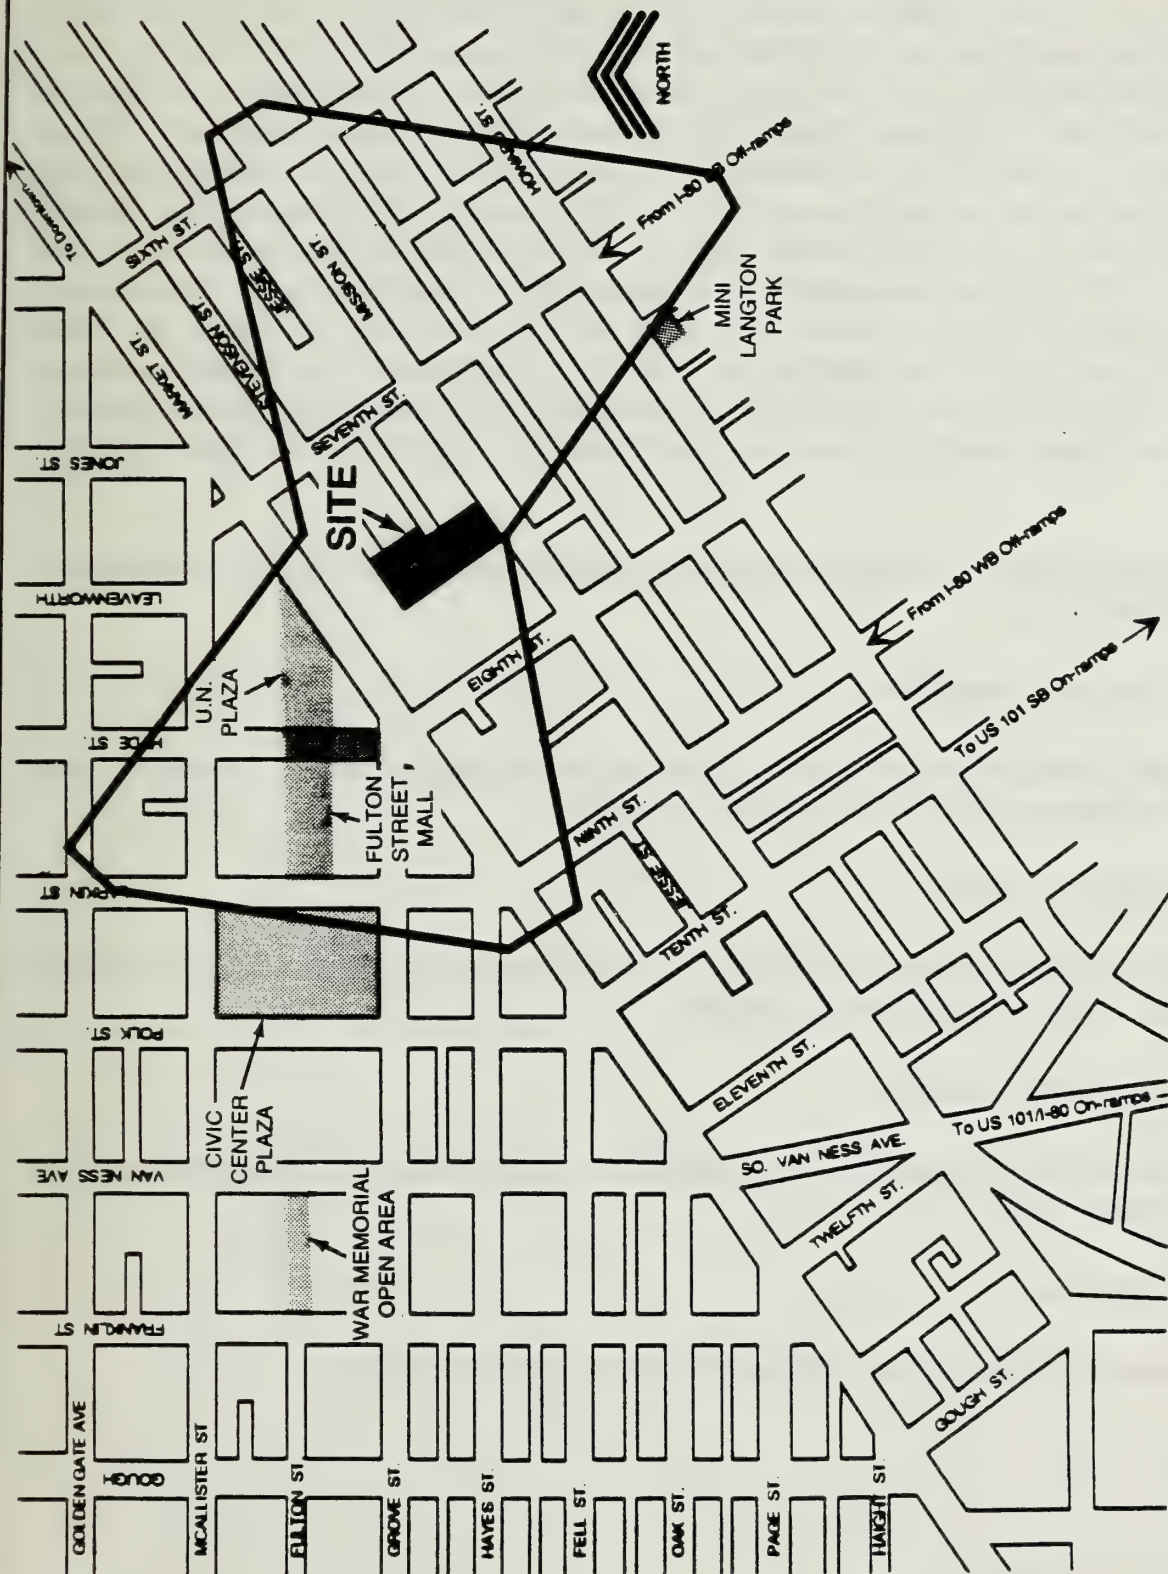 To Downtown
SIXTH ST.
MARKET ST.
STEVENSON ST.
JESSIE ST.
MISSION ST.
HOWARD ST.
NORTH
From I-80 EB Off-ramps
MINI
LANGTON
PARK
SEVENTH ST.
SITE
JONES ST.
LEAVENWORTH
HYDE ST.
LARKIN ST
POLK ST.
VAN NESS AVE
FRANKLIN ST
GOUGH
U.N.
PLAZA
FULTON
STREET
MALL
CIVIC
CENTER
PLAZA
WAR MEMORIAL
OPEN AREA
EIGHTH ST.
NINTH ST.
JESSIE ST
TENTH ST.
ELEVENTH ST.
SO. VAN NESS AVE.
TWELFTH ST.
GOUGH ST.
From I-80 WB Off-ramps
To US 101 SB On-ramps
To US 101/I-80 On-ramps
GOLDEN GATE AVE
MCALLISTER ST
FULTON ST
GROVE ST.
HAYES ST.
FELL ST.
OAK ST.
PAGE ST.
HAIGHT ST.